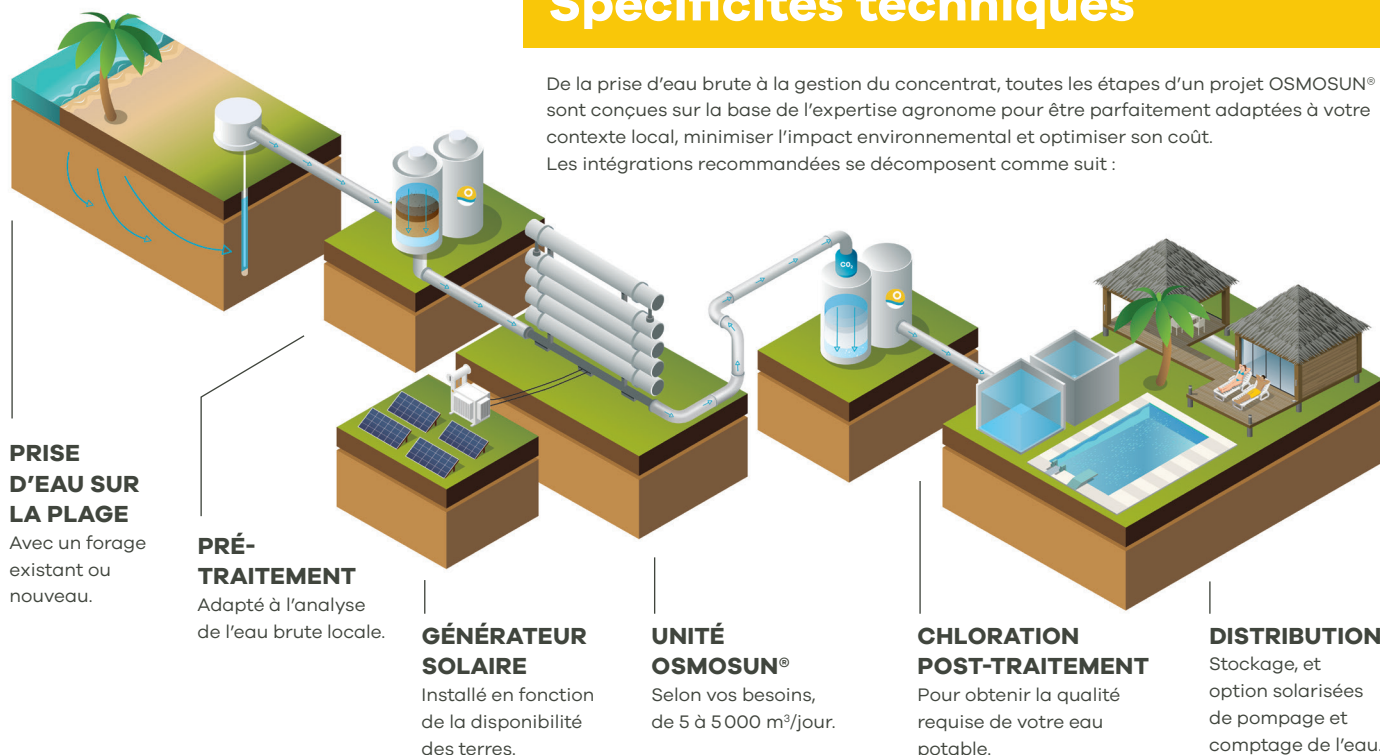 Spécificités techniques
De la prise d'eau brute à la gestion du concentrat, toutes les étapes d'un projet OSMOSUN®
sont conçues sur la base de l'expertise agronome pour être parfaitement adaptées à votre
contexte local, minimiser l'impact environnemental et optimiser son coût.
Les intégrations recommandées se décomposent comme suit :
CO₂
PRISE
D'EAU SUR
LA PLAGE
Avec un forage
existant ou
nouveau.
PRÉ-
TRAITEMENT
Adapté à l'analyse
de l'eau brute locale.
GÉNÉRATEUR
SOLAIRE
Installé en fonction
de la disponibilité
des terres.
UNITÉ
OSMOSUN®
Selon vos besoins,
de 5 à 5 000 m³/jour.
CHLORATION
POST-TRAITEMENT
Pour obtenir la qualité
requise de votre eau
potable.
DISTRIBUTION
Stockage, et
option solarisées
de pompage et
comptage de l'eau.